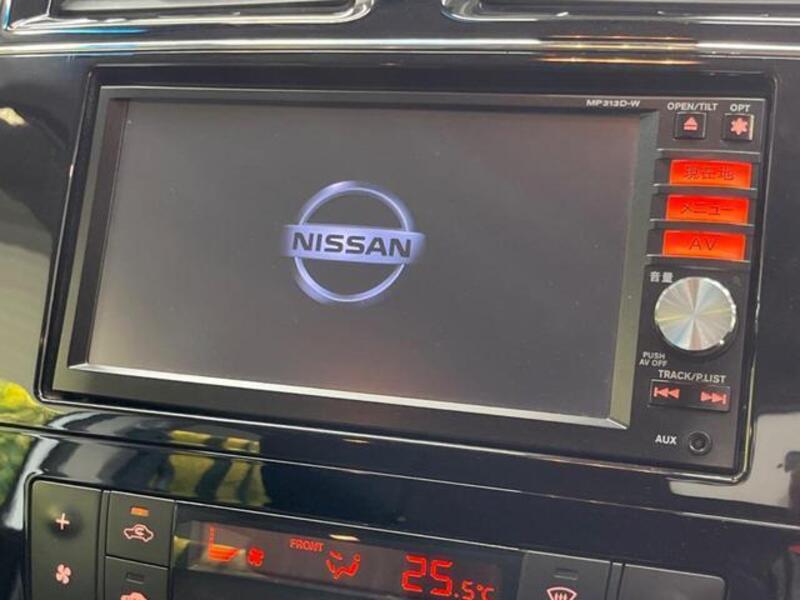 MP313D-W
OPEN/TILT OPT
現在地
メニュー
AV
NISSAN
音量
PUSH
AV OFF
TRACK/P.LIST
AUX
FRONT
25.5℃